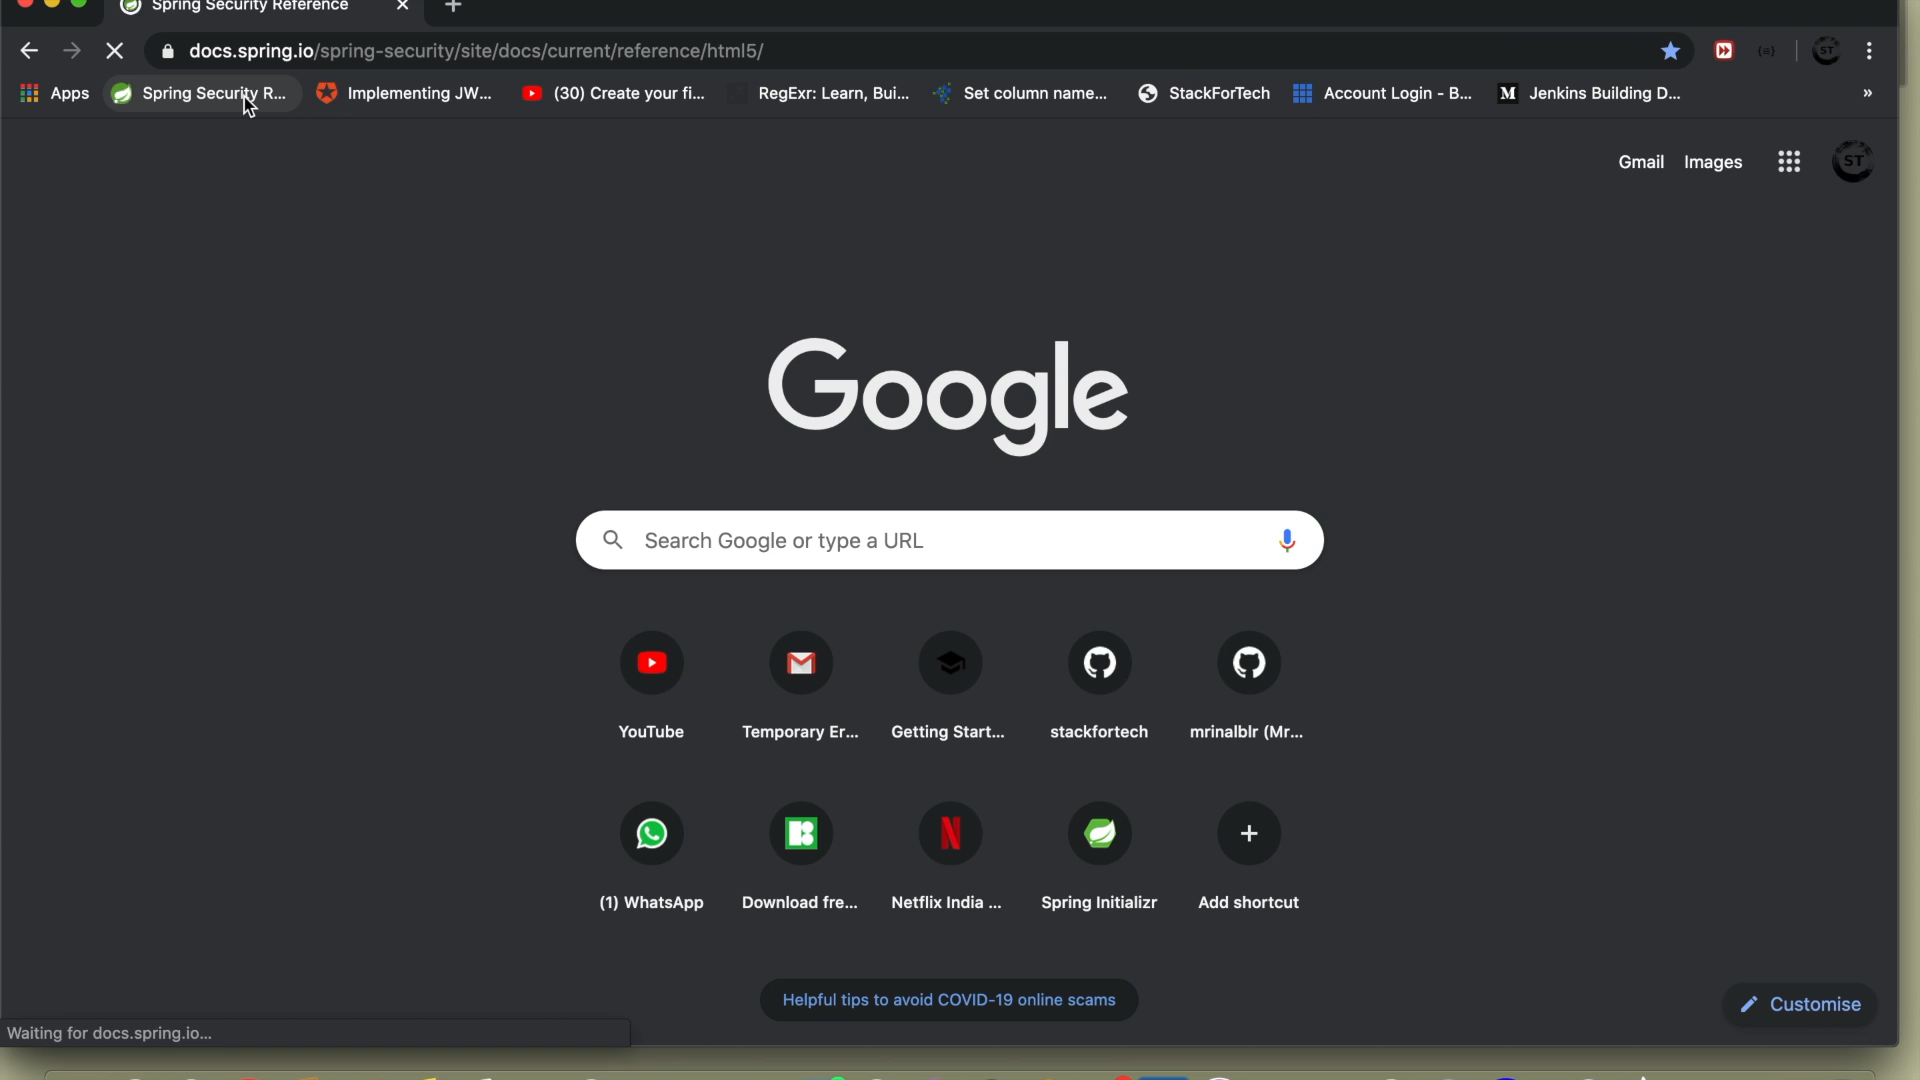 Spring Security Reference
docs.spring.io/spring-security/site/docs/current/reference/html5/
ST
Apps
Spring Security R...
Implementing JW...
(30) Create your fi...
RegExr: Learn, Bui...
Set column name...
StackForTech
Account Login - B...
M
Jenkins Building D...
»
Gmail
Images
ST
Google
Search Google or type a URL
YouTube
Temporary Er...
Getting Start...
stackfortech
mrinalblr (Mr...
(1) WhatsApp
Download fre...
Netflix India ...
Spring Initializr
Add shortcut
Helpful tips to avoid COVID-19 online scams
Customise
Waiting for docs.spring.io...